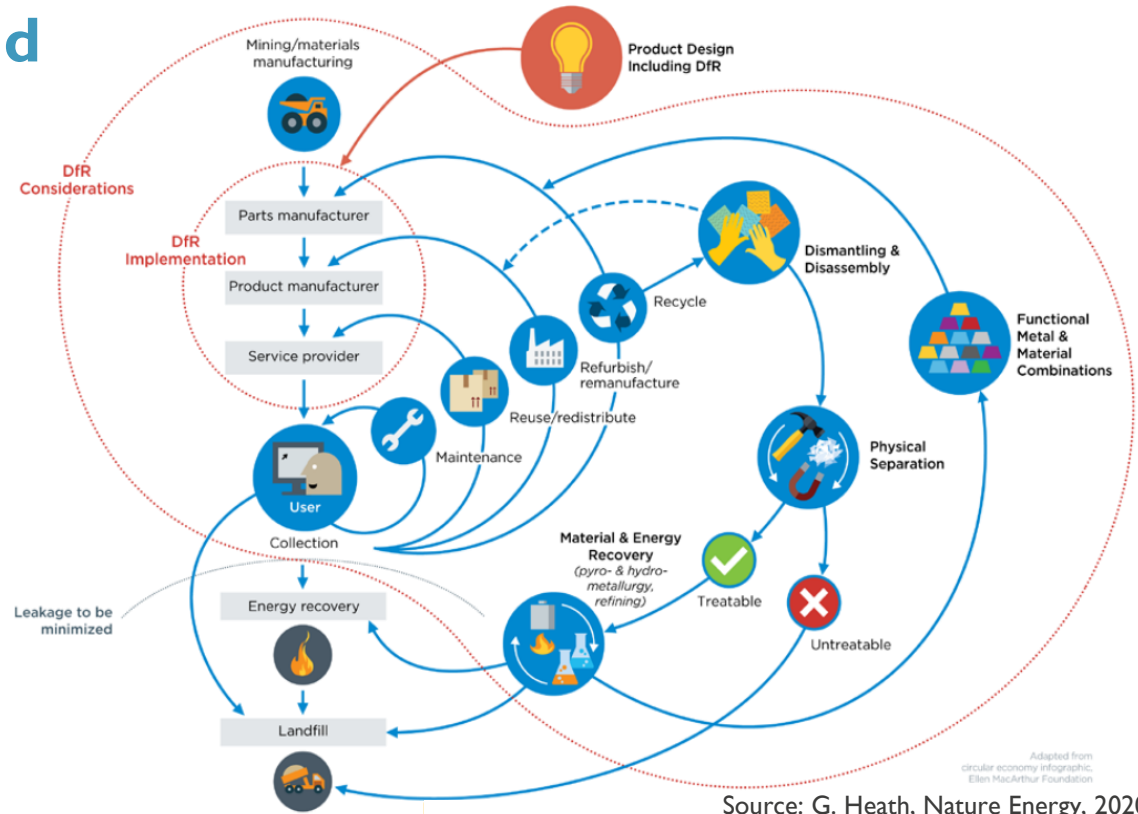 d
Mining/materials
manufacturing
Product Design
Including DfR
DfR
Considerations
Parts manufacturer
DfR
Implementation
Product manufacturer
Service provider
Dismantling &
Disassembly
Recycle
Functional
Metal &
Material
Combinations
Refurbish/
remanufacture
Reuse/redistribute
Maintenance
Physical
Separation
User
Collection
Material & Energy
Recovery
(pyro- & hydro-
metallurgy,
refining)
Treatable
Leakage to be
minimized
Energy recovery
Untreatable
Landfill
Adapted from
circular economy infographic,
Ellen MacArthur Foundation
Source: G. Heath, Nature Energy, 2020